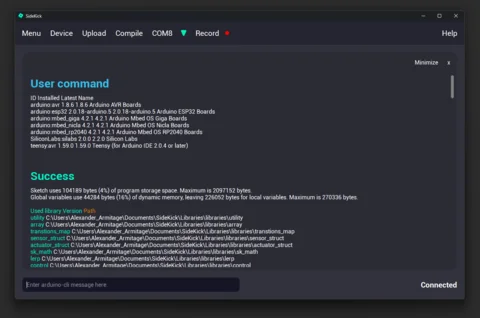 SideKick
Menu Device Upload Compile COM8 Record Help
Minimize x
User command
ID Installed Latest Name
arduino:avr 1.8.6 1.8.6 Arduino AVR Boards
arduino:esp32 2.0.18-arduino.5 2.0.18-arduino.5 Arduino ESP32 Boards
arduino:mbed_giga 4.2.1 4.2.1 Arduino Mbed OS Giga Boards
arduino:mbed_nicla 4.2.1 4.2.1 Arduino Mbed OS Nicla Boards
arduino:mbed_rp2040 4.2.1 4.2.1 Arduino Mbed OS RP2040 Boards
SiliconLabs:silabs 2.0.0 2.2.0 Silicon Labs
teensy:avr 1.59.0 1.59.0 Teensy (for Arduino IDE 2.0.4 or later)
Success
Sketch uses 104189 bytes (4%) of program storage space. Maximum is 2097152 bytes.
Global variables use 44284 bytes (16%) of dynamic memory, leaving 226052 bytes for local variables. Maximum is 270336 bytes.
Used library Version Path
utility C:\Users\Alexander_Armitage\Documents\SideKick\Libraries\libraries\utility
array C:\Users\Alexander_Armitage\Documents\SideKick\Libraries\libraries\array
transtions_map C:\Users\Alexander_Armitage\Documents\SideKick\Libraries\libraries\transtions_map
sensor_struct C:\Users\Alexander_Armitage\Documents\SideKick\Libraries\libraries\sensor_struct
actuator_struct C:\Users\Alexander_Armitage\Documents\SideKick\Libraries\libraries\actuator_struct
sk_math C:\Users\Alexander_Armitage\Documents\SideKick\Libraries\libraries\sk_math
lerp C:\Users\Alexander_Armitage\Documents\SideKick\Libraries\libraries\lerp
control C:\Users\Alexander_Armitage\Documents\SideKick\Libraries\libraries\control
Enter arduino-cli message here
Connected